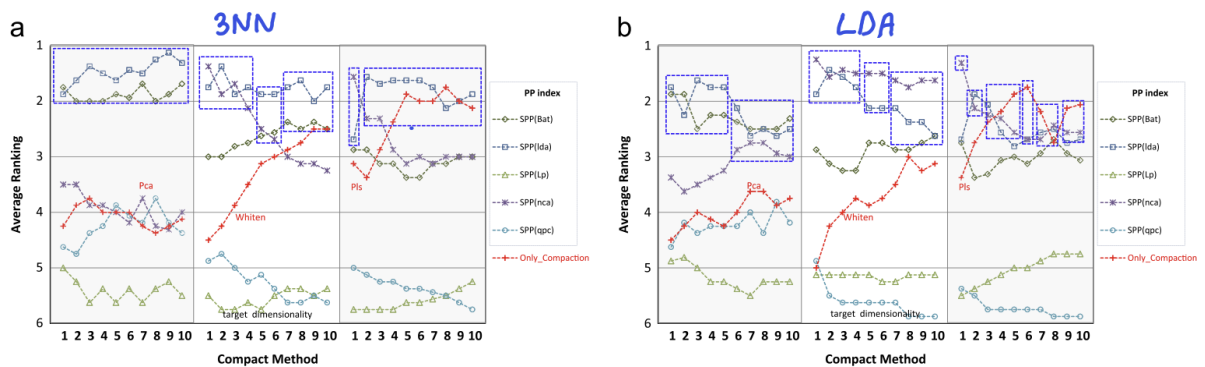 a
3NN
1
2
3
4
5
6
Average Ranking
Pca
Whiten
Pls
target dimensionality
1 2 3 4 5 6 7 8 9 10
1 2 3 4 5 6 7 8 9 10
1 2 3 4 5 6 7 8 9 10
Compact Method
PP index
SPP(Bat)
SPP(lda)
SPP(Lp)
SPP(nca)
SPP(qpc)
Only_Compaction
b
LDA
1
2
3
4
5
6
Average Ranking
Pca
Whiten
Pls
target dimensionality
1 2 3 4 5 6 7 8 9 10
1 2 3 4 5 6 7 8 9 10
1 2 3 4 5 6 7 8 9 10
Compact Method
PP index
SPP(Bat)
SPP(lda)
SPP(Lp)
SPP(nca)
SPP(qpc)
Only_Compaction